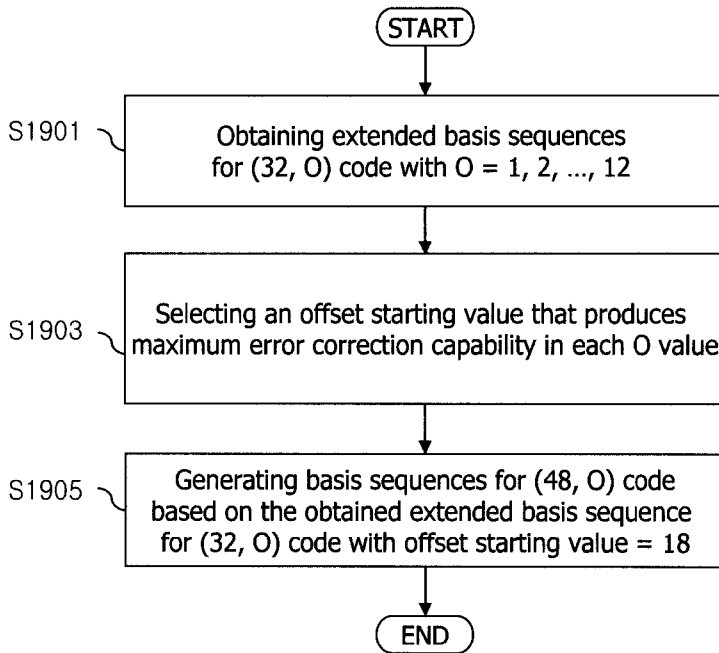 START
S1901
Obtaining extended basis sequences
for (32, O) code with O = 1, 2, ..., 12
S1903
Selecting an offset starting value that produces
maximum error correction capability in each O value
S1905
Generating basis sequences for (48, O) code
based on the obtained extended basis sequence
for (32, O) code with offset starting value = 18
END